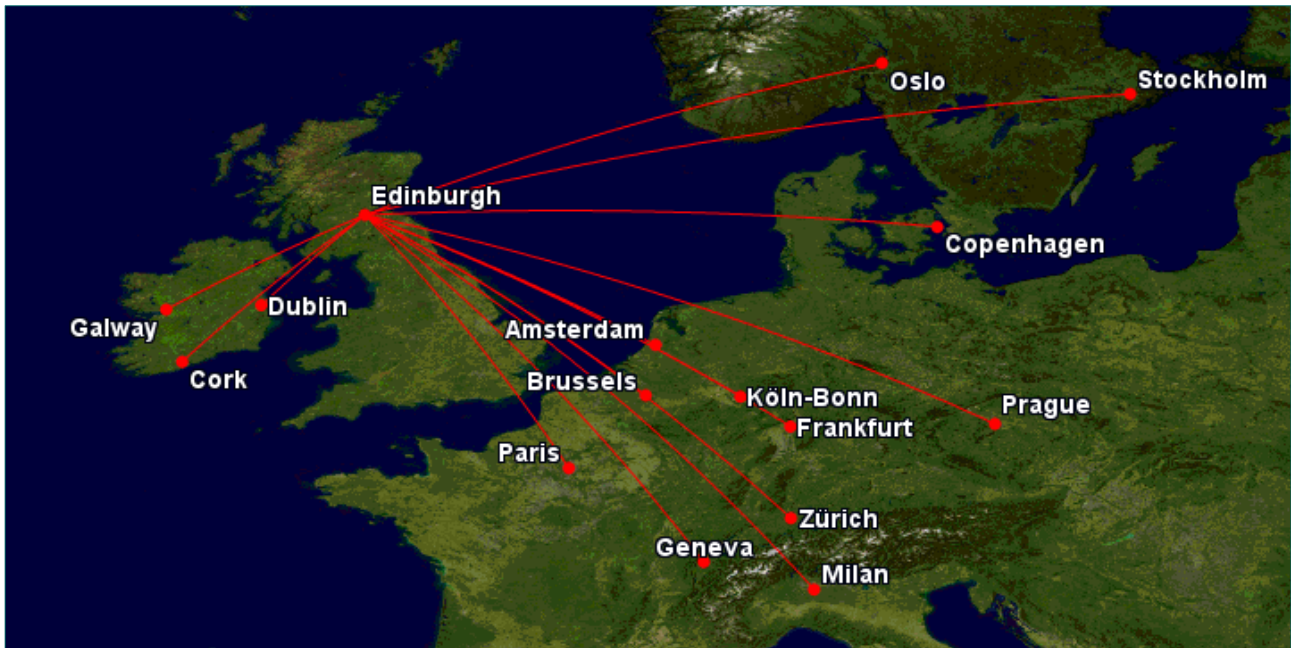 Oslo
Stockholm
Edinburgh
Copenhagen
Dublin
Galway
Amsterdam
Cork
Brussels
Köln-Bonn
Prague
Frankfurt
Paris
Zürich
Geneva
Milan